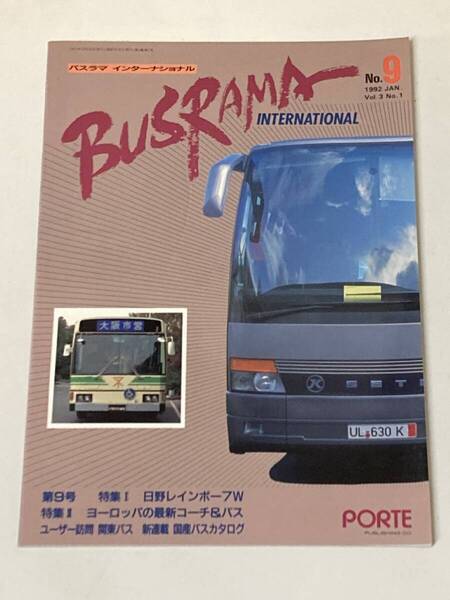 バスラマ インターナショナル
No.9
1992 JAN.
Vol 3 No.1
BUSRAMA
INTERNATIONAL
大阪市営
SET
UL 630 K
第9号 特集Ⅰ 日野レインボー7W
特集Ⅱ ヨーロッパの最新コーチ&バス
ユーザー訪問 関東バス 新連載 国産バスカタログ
PORTE
PUBLISHING CO